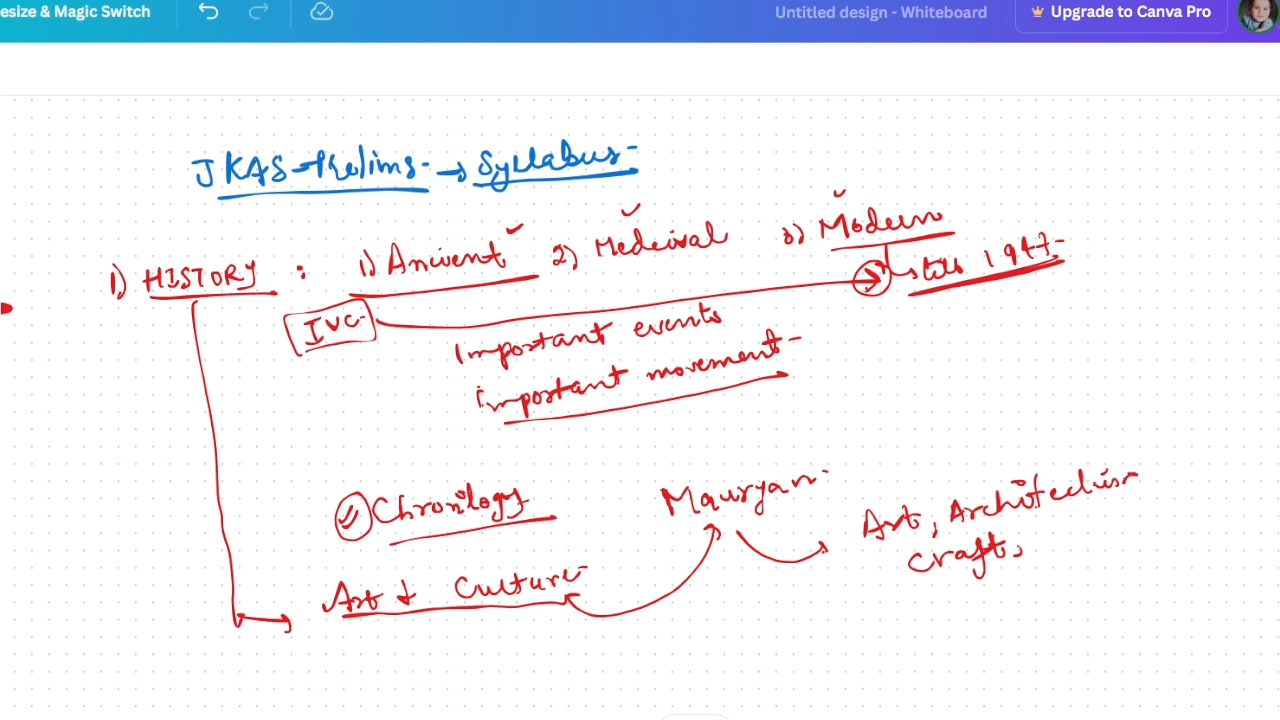 esize & Magic Switch
Untitled design - Whiteboard
Upgrade to Canva Pro
JKAS - Prelims - → Syllabus -
1) HISTORY : 1) Ancient 2) Medeival 3) Modern
till 1947 -
IVC
Important events
important movement -
Chronology
Mauryan
Art, Architecture
craft,
Art & Culture